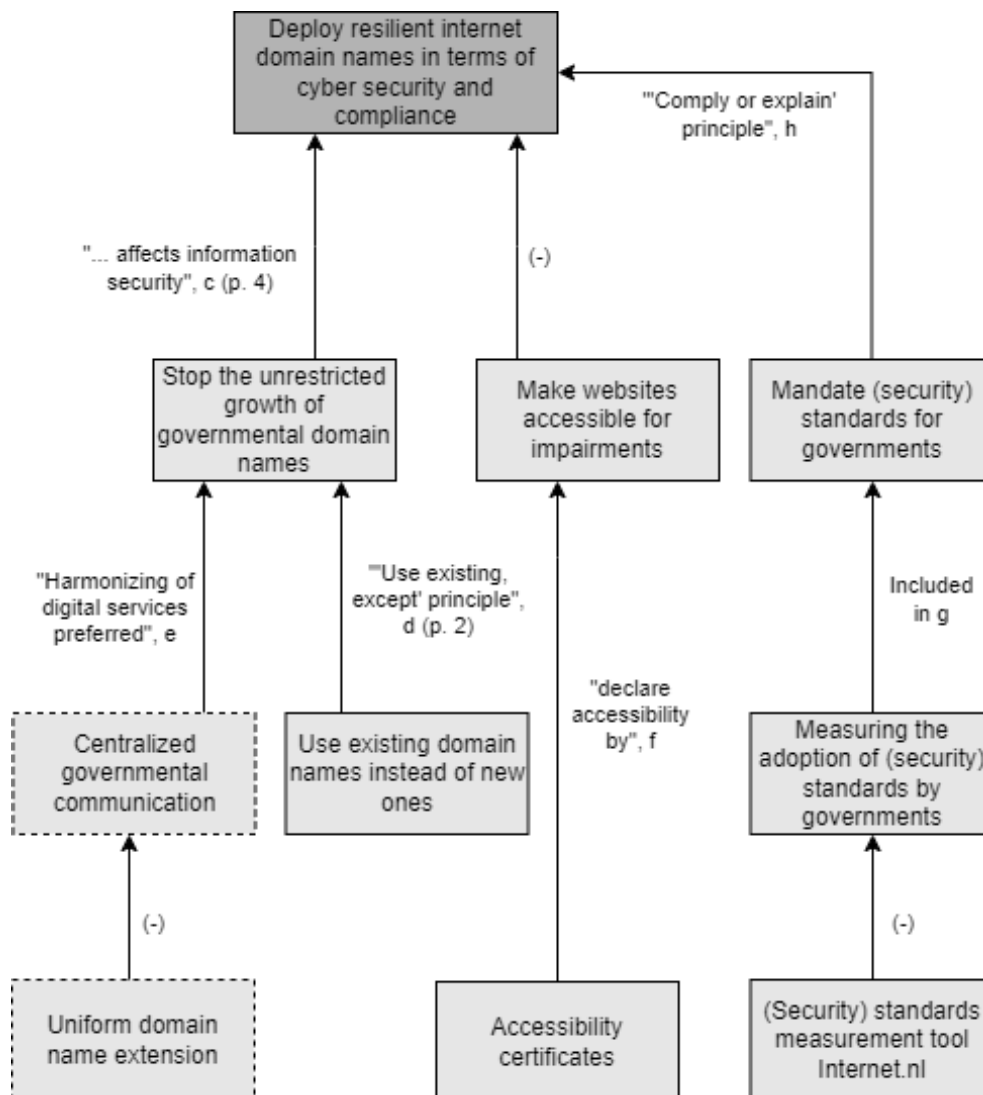 Deploy resilient internet
domain names in terms of
cyber security and
compliance
"'Comply or explain'
principle", h
"... affects information
security", c (p. 4)
(-)
Stop the unrestricted
growth of
governmental domain
names
Make websites
accessible for
impairments
Mandate (security)
standards for
governments
"Harmonizing of
digital services
preferred", e
"'Use existing,
except' principle",
d (p. 2)
Included
in g
"declare
accessibility
by", f
Centralized
governmental
communication
Use existing domain
names instead of new
ones
Measuring the
adoption of (security)
standards by
governments
(-)
(-)
Uniform domain
name extension
Accessibility
certificates
(Security) standards
measurement tool
Internet.nl